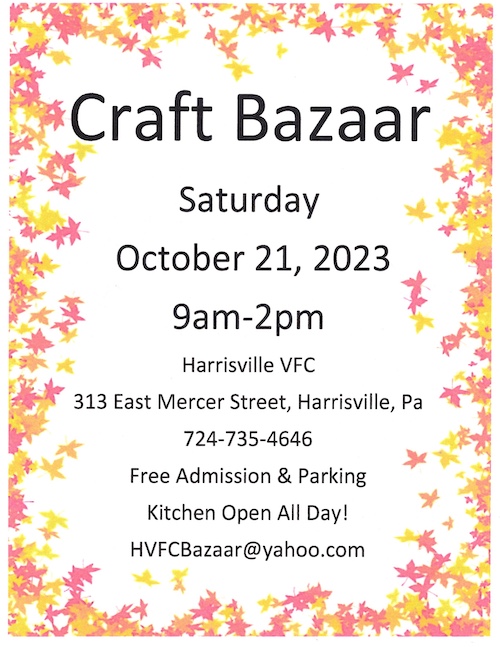 Craft Bazaar
Saturday
October 21, 2023
9am-2pm
Harrisville VFC
313 East Mercer Street, Harrisville, Pa
724-735-4646
Free Admission & Parking
Kitchen Open All Day!
HVFCBazaar@yahoo.com